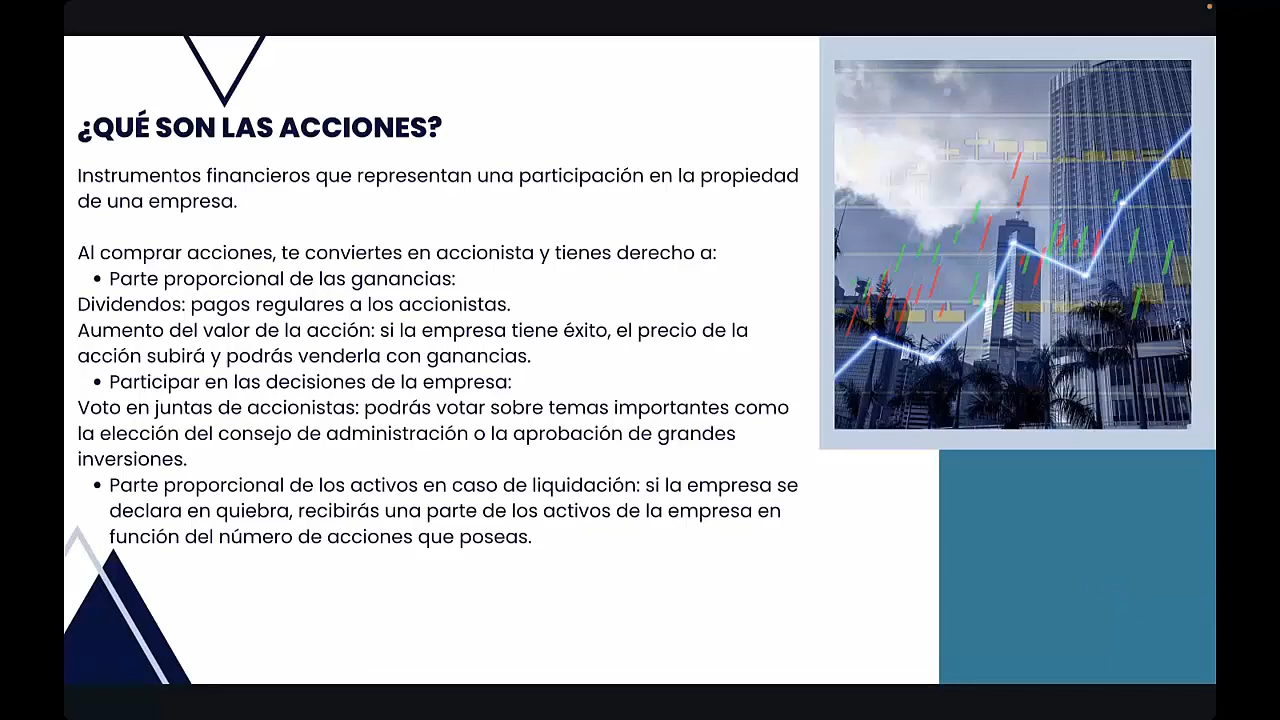 ¿QUÉ SON LAS ACCIONES?
Instrumentos financieros que representan una participación en la propiedad
de una empresa.
Al comprar acciones, te conviertes en accionista y tienes derecho a:
• Parte proporcional de las ganancias:
Dividendos: pagos regulares a los accionistas.
Aumento del valor de la acción: si la empresa tiene éxito, el precio de la
acción subirá y podrás venderla con ganancias.
• Participar en las decisiones de la empresa:
Voto en juntas de accionistas: podrás votar sobre temas importantes como
la elección del consejo de administración o la aprobación de grandes
inversiones.
• Parte proporcional de los activos en caso de liquidación: si la empresa se
declara en quiebra, recibirás una parte de los activos de la empresa en
función del número de acciones que poseas.